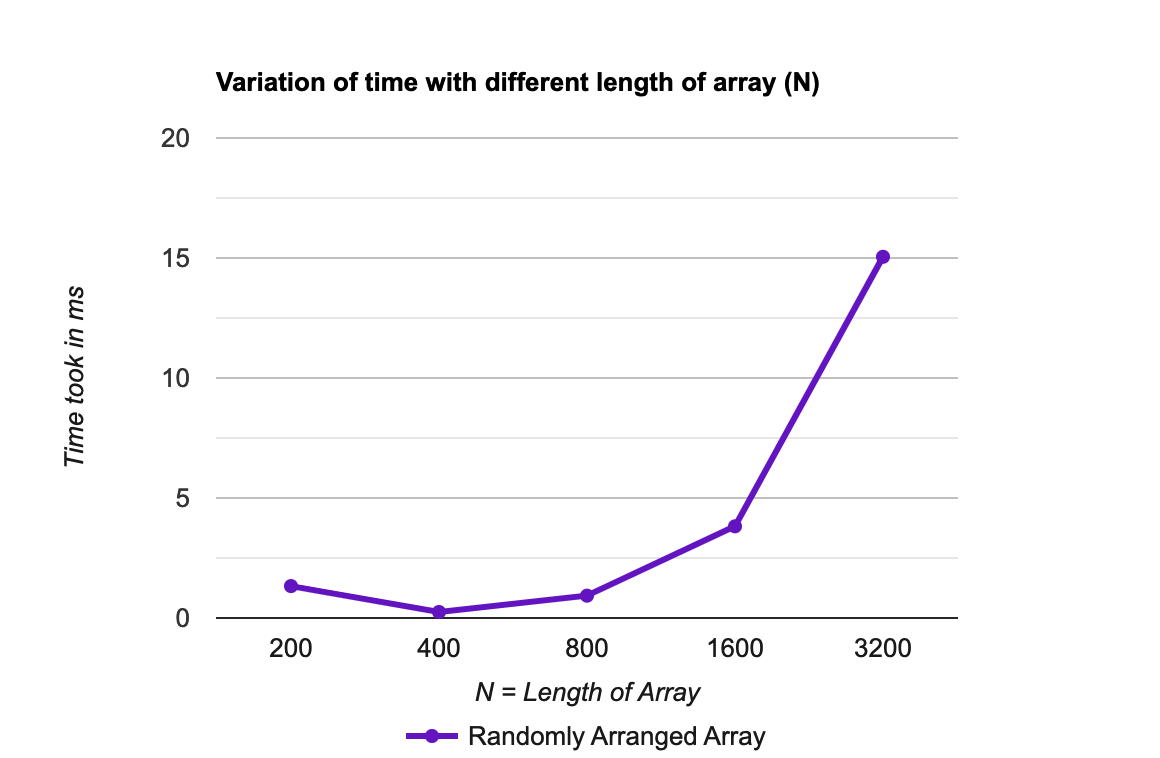 Variation of time with different length of array (N)
20
15
10
5
0
Time took in ms
200 400 800 1600 3200
N = Length of Array
Randomly Arranged Array